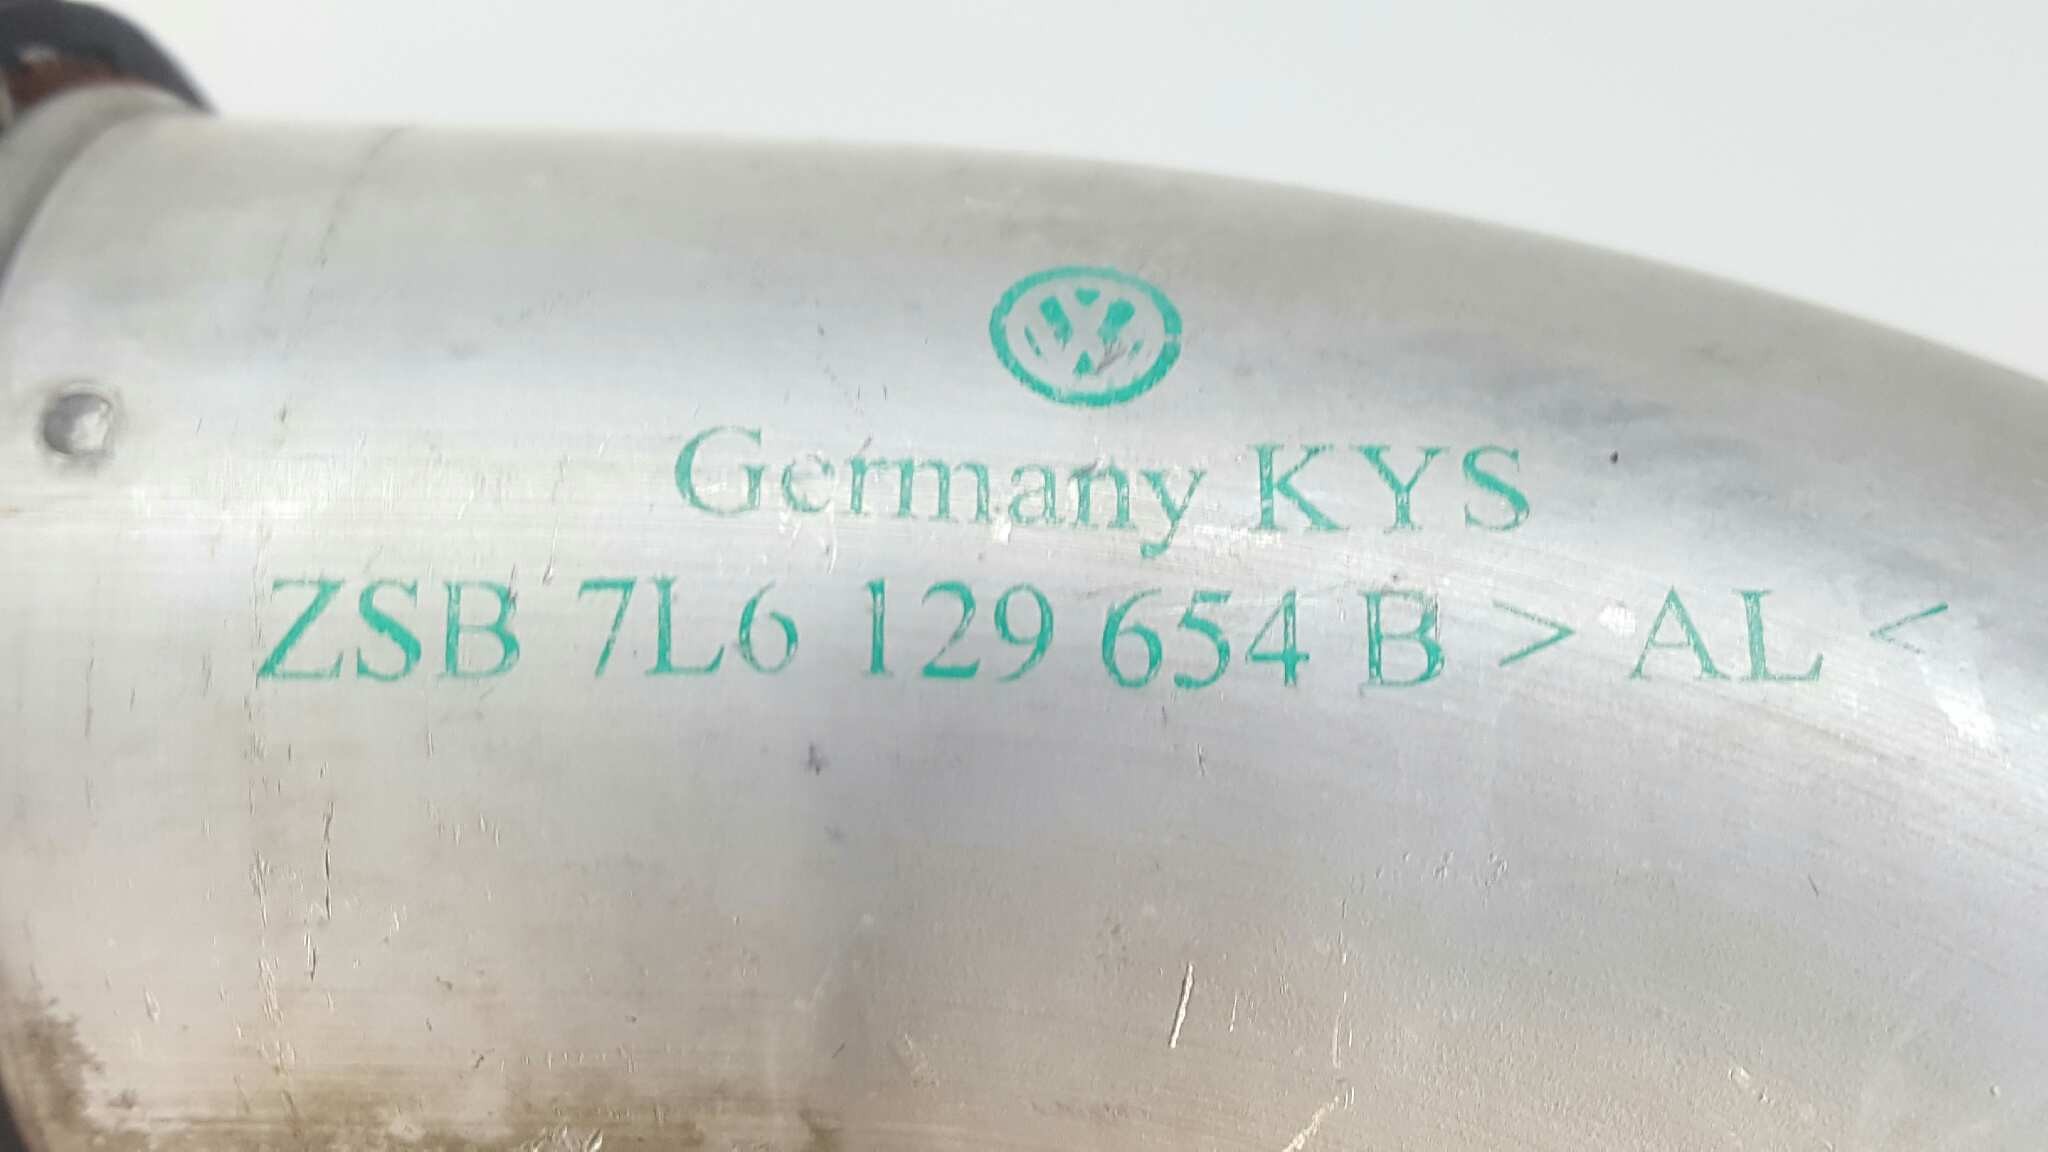 Germany KYS
ZSB 7L6 129 654 B > AL <